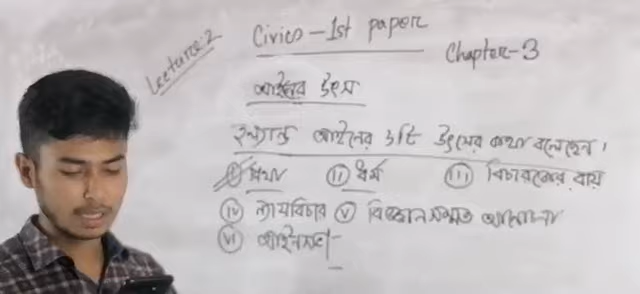 Lecture: 2
Civics - 1st paper
Chapter-3
আইনের উৎস
হল্যান্ড আইনের ৬টি উৎসের কথা বলেছেন।
(i) প্রথা (ii) ধর্ম (iii) বিচারকের রায়
(iv) ন্যায়বিচার (v) বিজ্ঞানসম্মত আলোচনা
(vi) আইনসভা